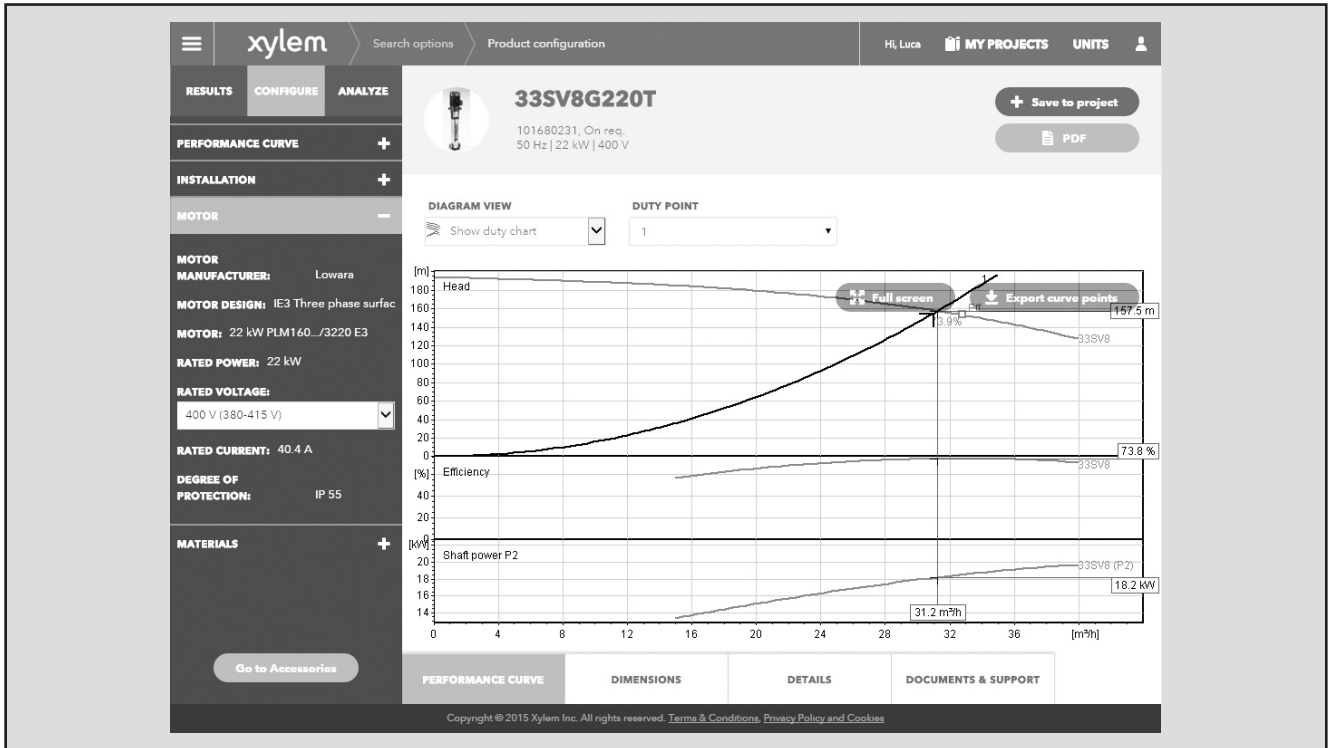 xylem
Search options
Product configuration
Hi, Luca
MY PROJECTS
UNITS
RESULTS
CONFIGURE
ANALYZE
PERFORMANCE CURVE +
INSTALLATION +
MOTOR −
MOTOR
MANUFACTURER: Lowara
MOTOR DESIGN: IE3 Three phase surfac
MOTOR: 22 kW PLM160.../3220 E3
RATED POWER: 22 kW
RATED VOLTAGE:
400 V (380-415 V)
RATED CURRENT: 40.4 A
DEGREE OF
PROTECTION: IP 55
MATERIALS +
Go to Accessories
33SV8G220T
101680231, On req.
50 Hz | 22 kW | 400 V
+ Save to project
PDF
DIAGRAM VIEW
Show duty chart
DUTY POINT
1
[m]
Head
180
160
140
120
100
80
60
40
20
0
1
Full screen
Export curve points
Eff
157.5 m
3.9%
33SV8
73.8 %
[%]
Efficiency
33SV8
40
20
0
[kW]
Shaft power P2
20
18
16
14
33SV8 (P2)
18.2 kW
31.2 m³/h
0 4 8 12 16 20 24 28 32 36 [m³/h]
PERFORMANCE CURVE
DIMENSIONS
DETAILS
DOCUMENTS & SUPPORT
Copyright © 2015 Xylem Inc. All rights reserved. Terms & Conditions, Privacy Policy and Cookies